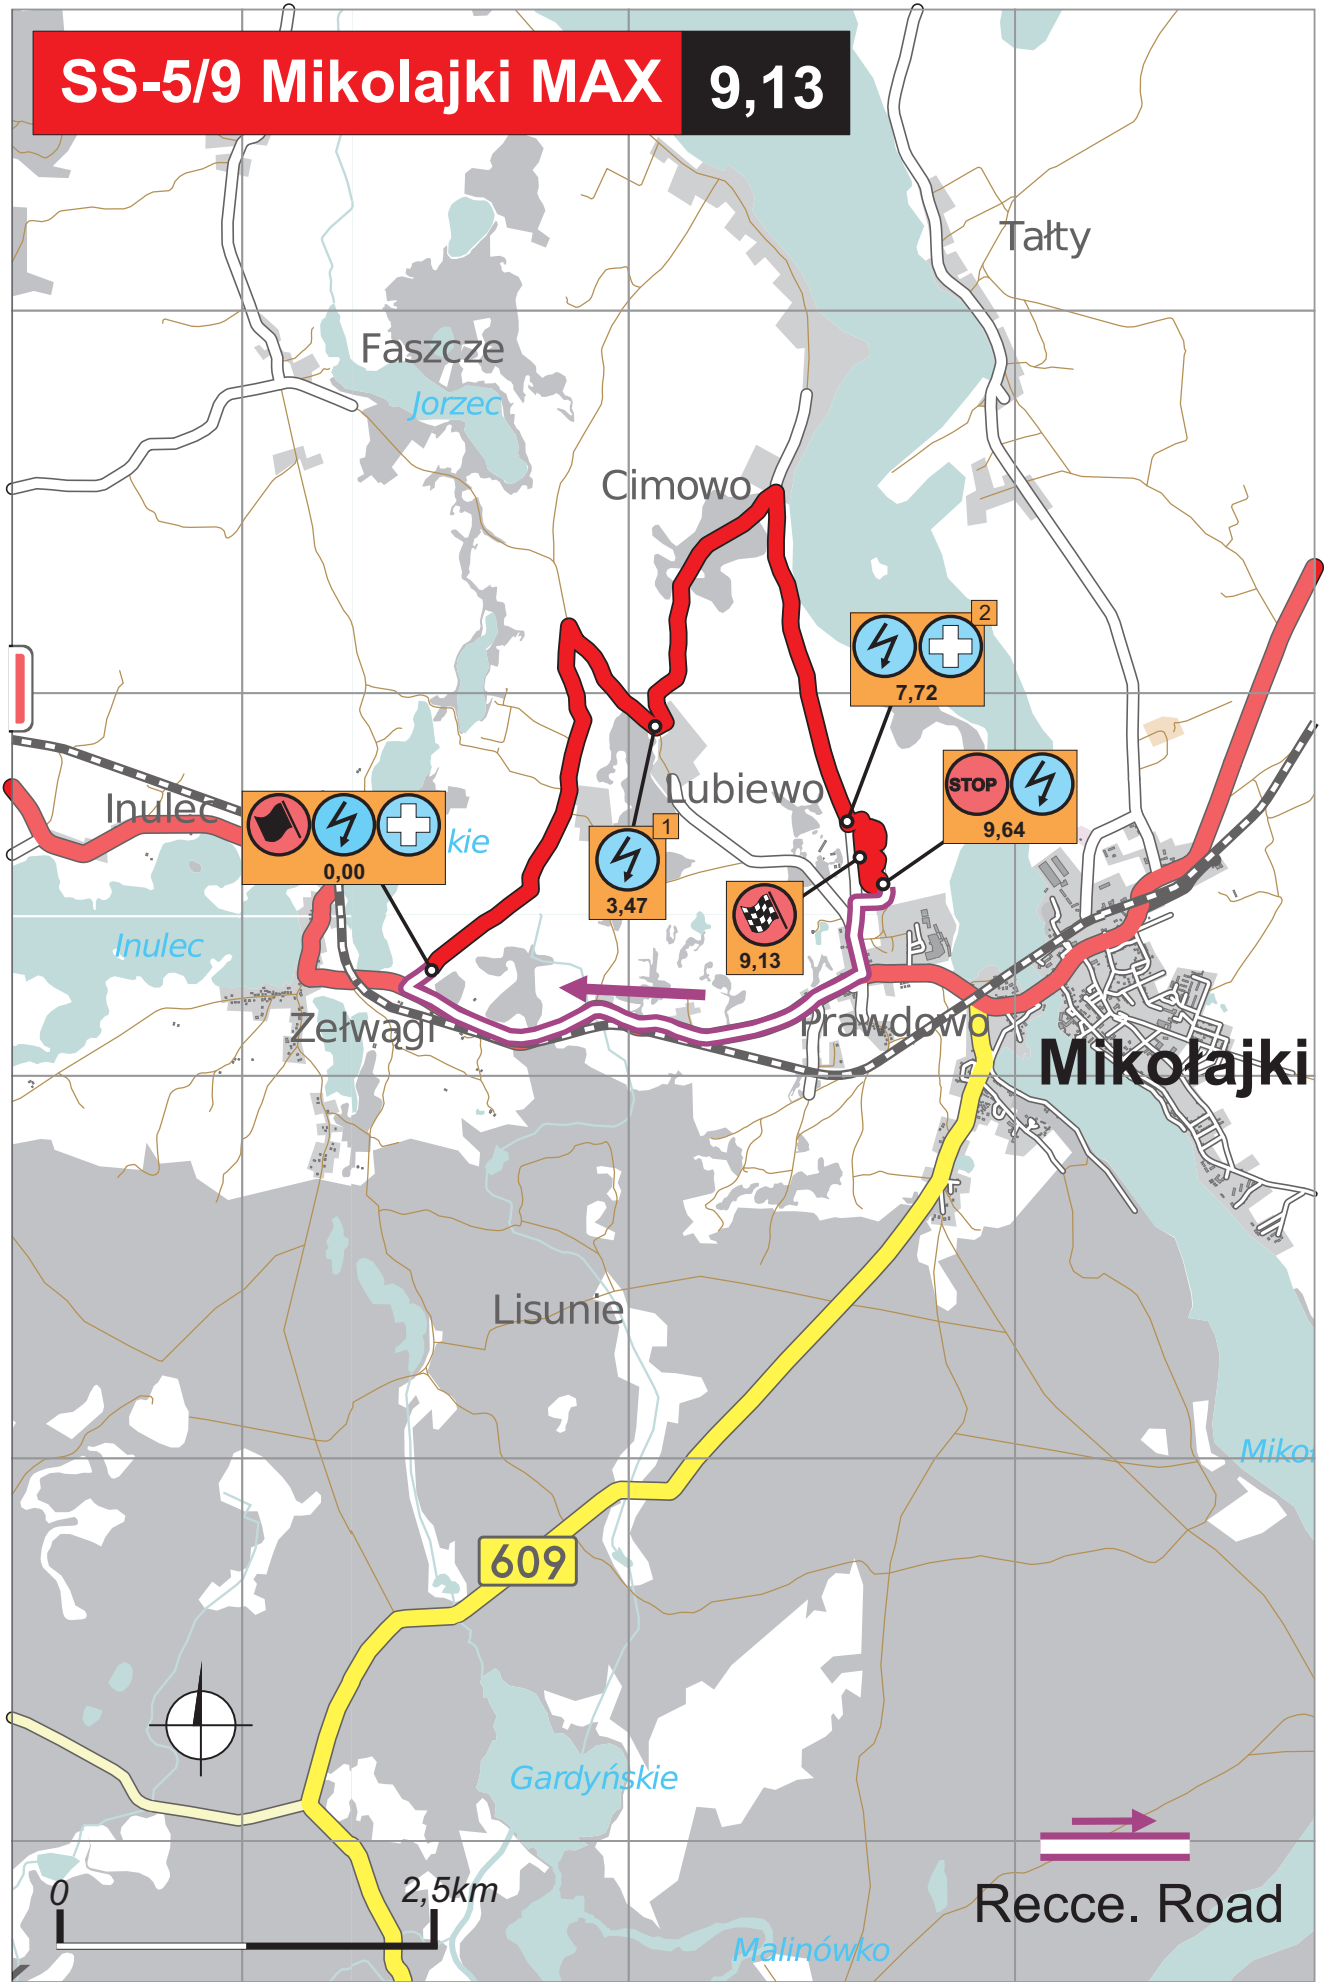 SS-5/9 Mikolajki MAX 9,13
Tałty
Faszcze
Jorzec
Cimowo
2
7,72
Lubiewo
STOP
9,64
Inulec
kie
0,00
1
3,47
9,13
Inulec
Zełwągi
Prawdowo
Mikołajki
Lisunie
609
Gardyńskie
0 2,5km
Recce. Road
Malinówko